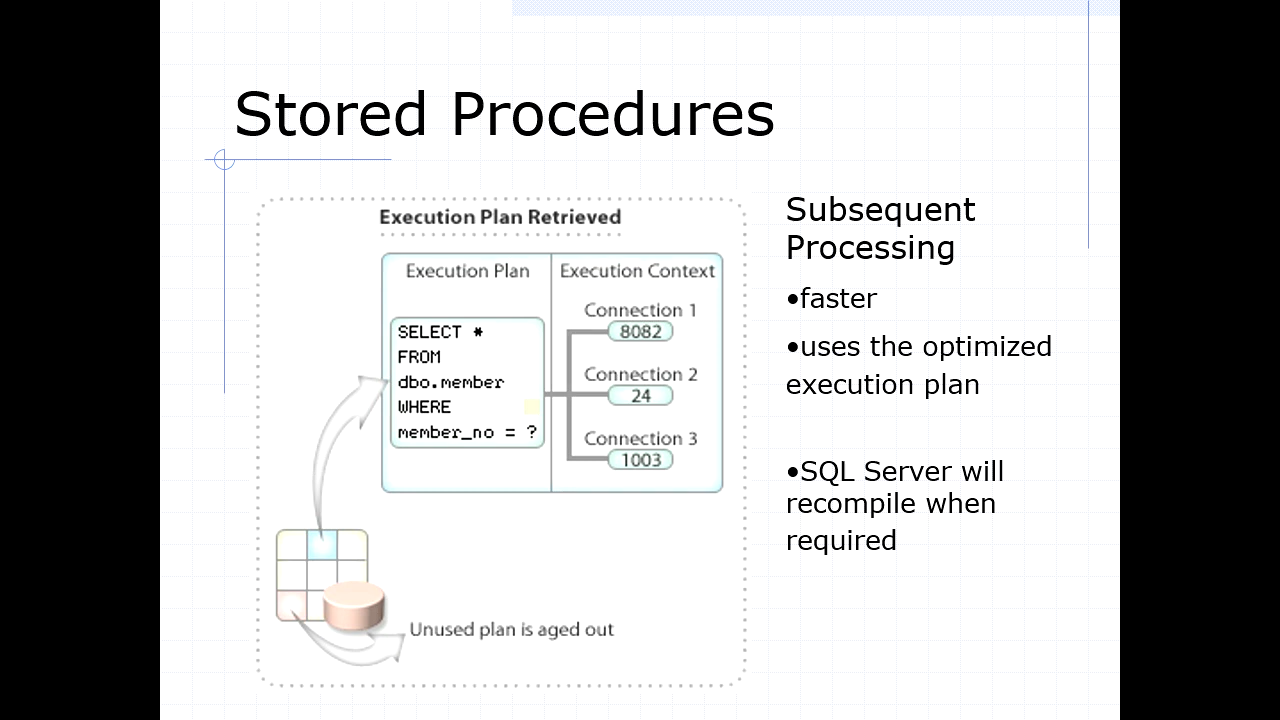 Stored Procedures
Execution Plan Retrieved
Execution Plan
Execution Context
SELECT *
FROM
dbo.member
WHERE
member_no = ?
Connection 1
8082
Connection 2
24
Connection 3
1003
Unused plan is aged out
Subsequent
Processing
•faster
•uses the optimized
execution plan
•SQL Server will
recompile when
required